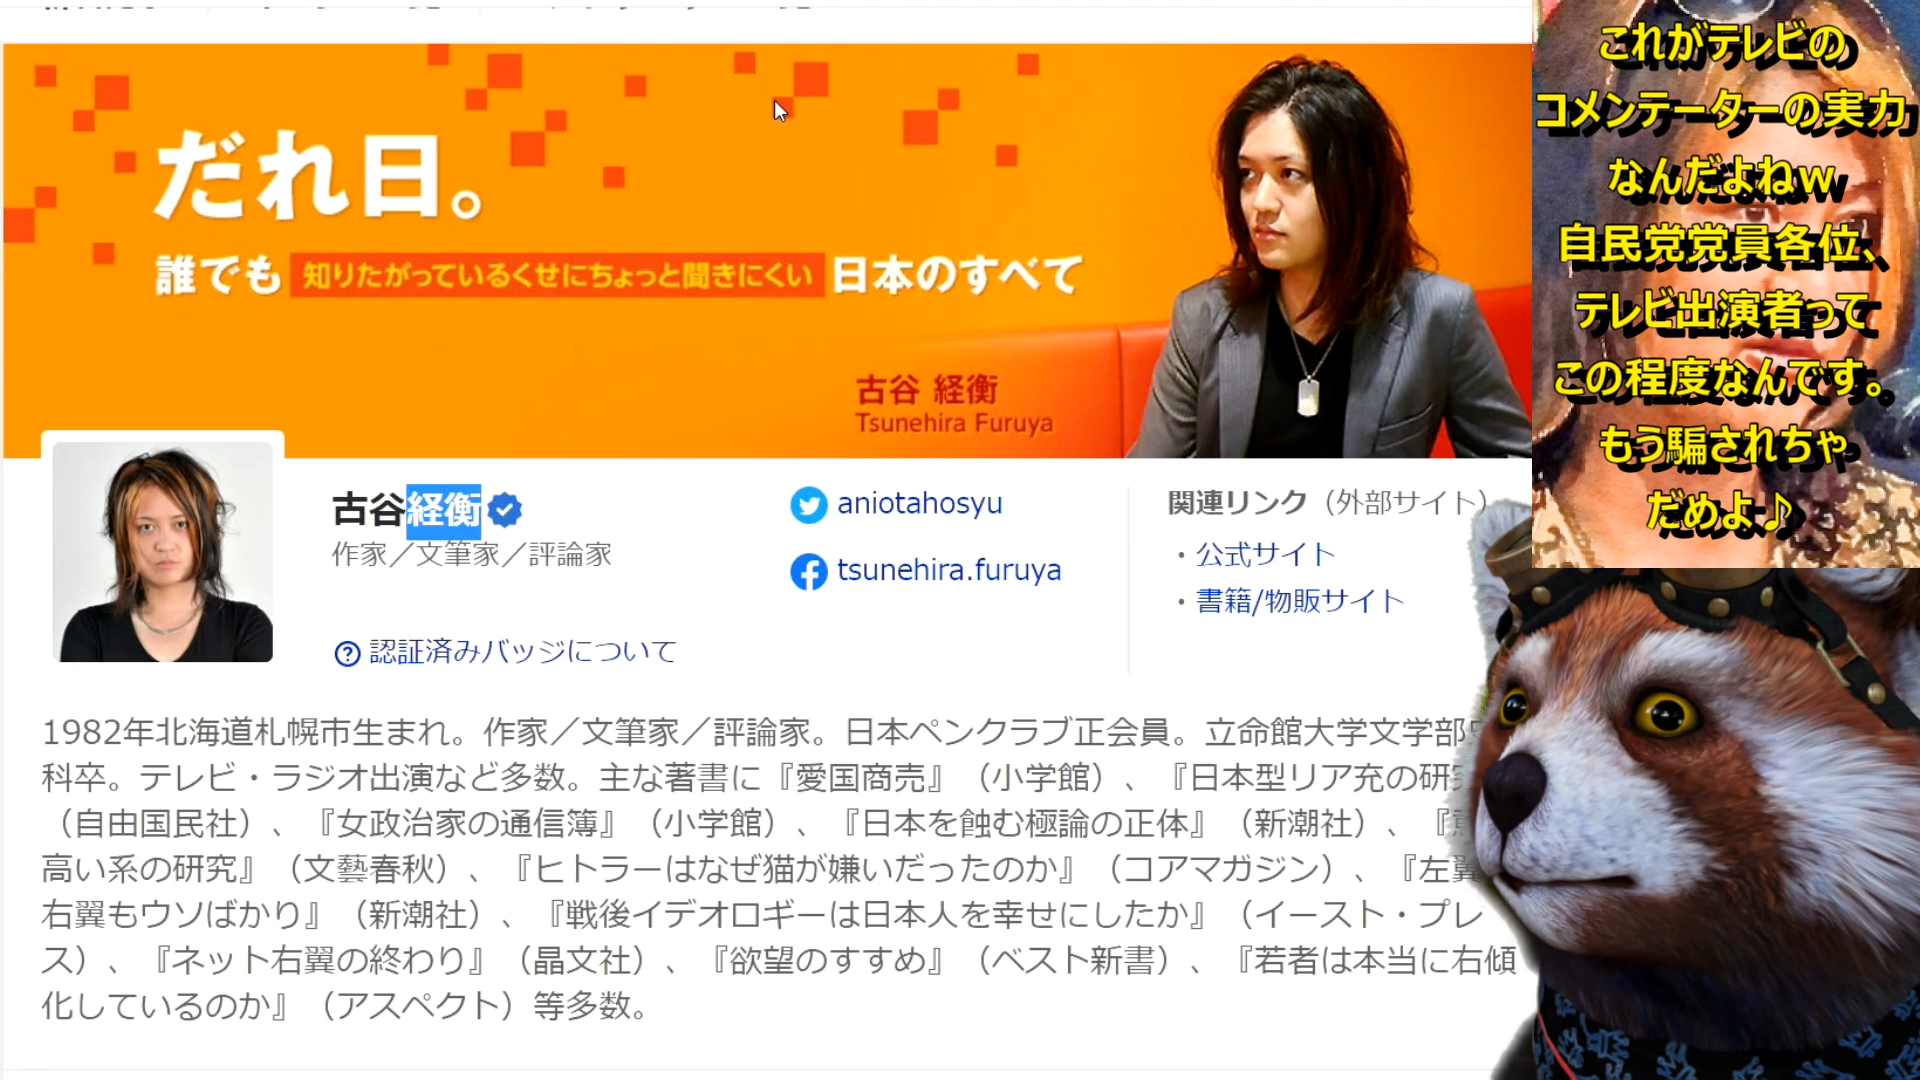 だれ日。
誰でも 知りたがっているくせにちょっと聞きにくい 日本のすべて
古谷 経衡
Tsunehira Furuya
古谷経衡
作家／文筆家／評論家
認証済みバッジについて
aniotahosyu
tsunehira.furuya
関連リンク（外部サイト）
・公式サイト
・書籍/物販サイト
1982年北海道札幌市生まれ。作家／文筆家／評論家。日本ペンクラブ正会員。立命館大学文学部
科卒。テレビ・ラジオ出演など多数。主な著書に『愛国商売』（小学館）、『日本型リア充の研
（自由国民社）、『女政治家の通信簿』（小学館）、『日本を蝕む極論の正体』（新潮社）、『
高い系の研究』（文藝春秋）、『ヒトラーはなぜ猫が嫌いだったのか』（コアマガジン）、『左翼
右翼もウソばかり』（新潮社）、『戦後イデオロギーは日本人を幸せにしたか』（イースト・プレ
ス）、『ネット右翼の終わり』（晶文社）、『欲望のすすめ』（ベスト新書）、『若者は本当に右傾
化しているのか』（アスペクト）等多数。
これがテレビの
コメンテーターの実力
なんだよねw
自民党党員各位、
テレビ出演者って
この程度なんです。
もう騙されちゃ
だめよ♪